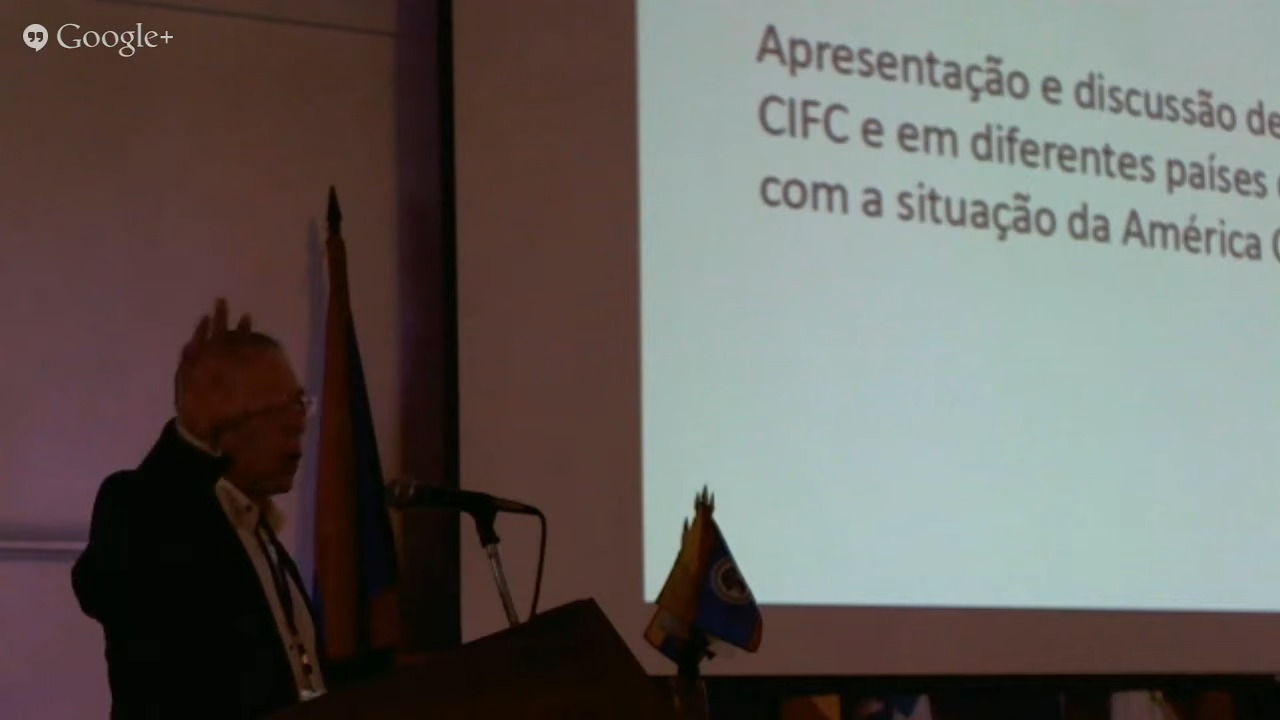 Google+
Apresentação e discussão de
CIFC e em diferentes países
com a situação da América